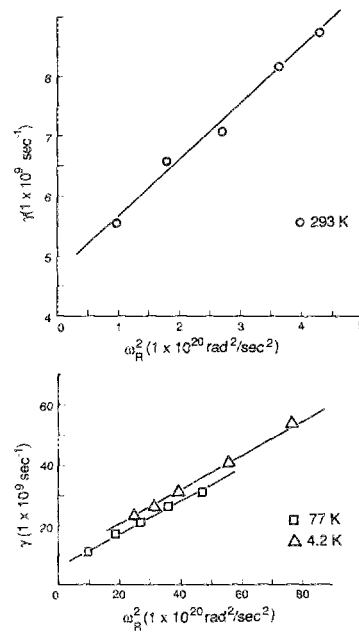 8
7
6
5
4
γ(1 x 10⁹ sec⁻¹)
○ 293 K
0 1 2 3 4 5
ω²_R (1 x 10²⁰ rad²/sec²)
60
40
20
γ (1 x 10⁹ sec⁻¹)
□ 77 K
△ 4.2 K
0 20 40 60 80
ω²_R (1 x 10²⁰ rad²/sec²)